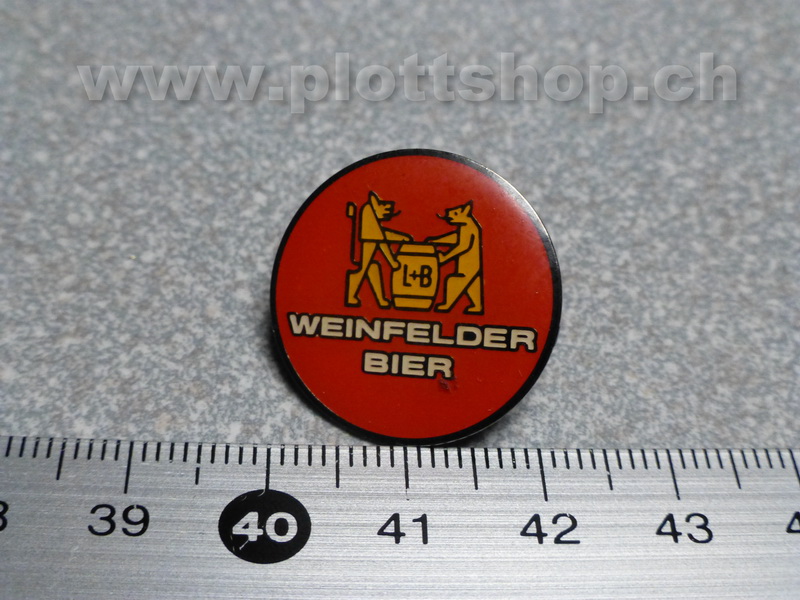 www.plottshop.ch
L+B
WEINFELDER
BIER
39 40 41 42 43